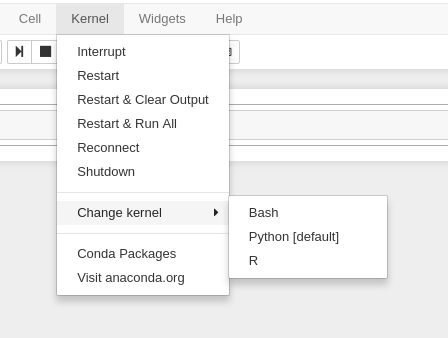 Cell Kernel Widgets Help
Interrupt
Restart
Restart & Clear Output
Restart & Run All
Reconnect
Shutdown
Change kernel
Bash
Python [default]
R
Conda Packages
Visit anaconda.org